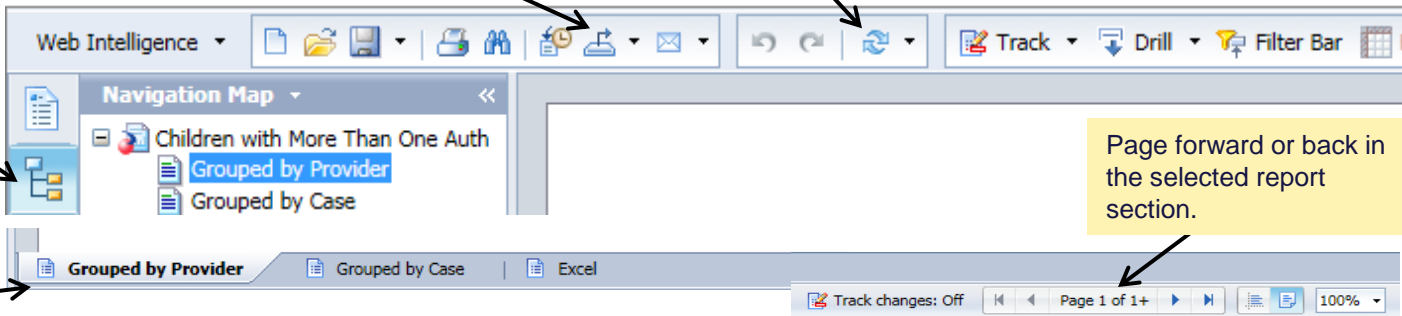 Web Intelligence
Track
Drill
Filter Bar
Navigation Map
Children with More Than One Auth
Grouped by Provider
Grouped by Case
Page forward or back in
the selected report
section.
Grouped by Provider
Grouped by Case
Excel
Track changes: Off
Page 1 of 1+
100%